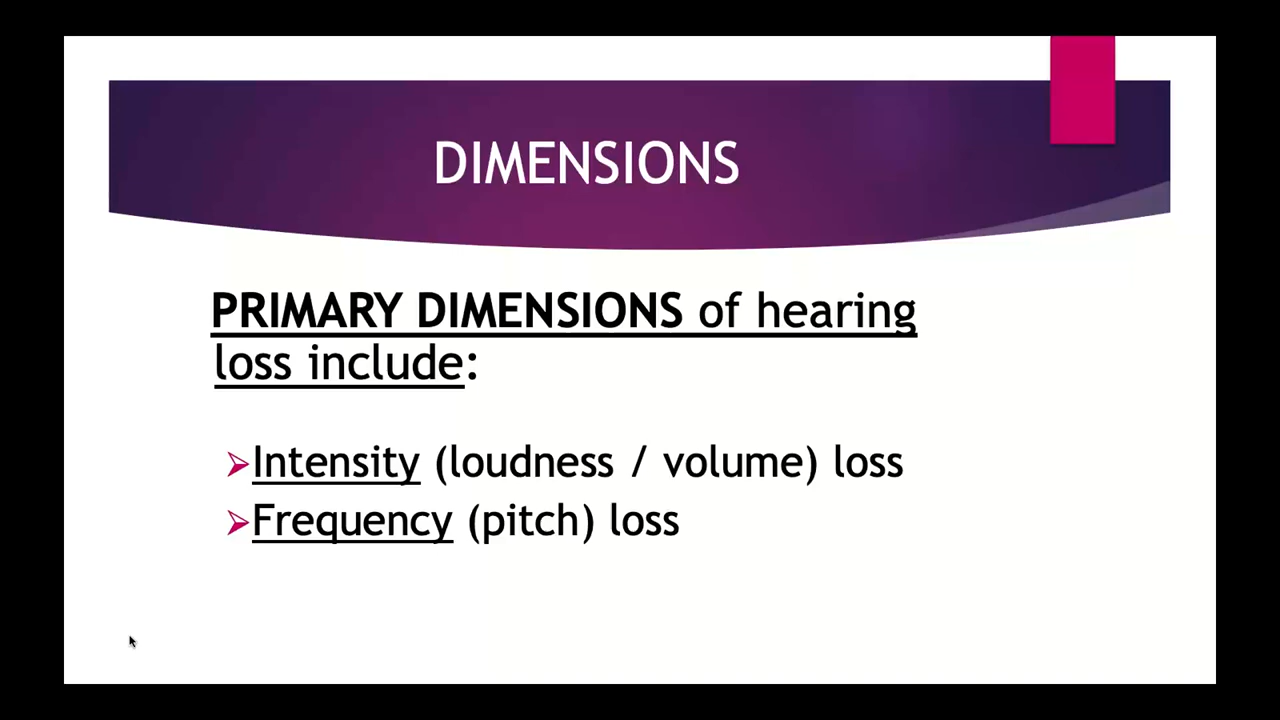 DIMENSIONS
PRIMARY DIMENSIONS of hearing
loss include:
➢Intensity (loudness / volume) loss
➢Frequency (pitch) loss